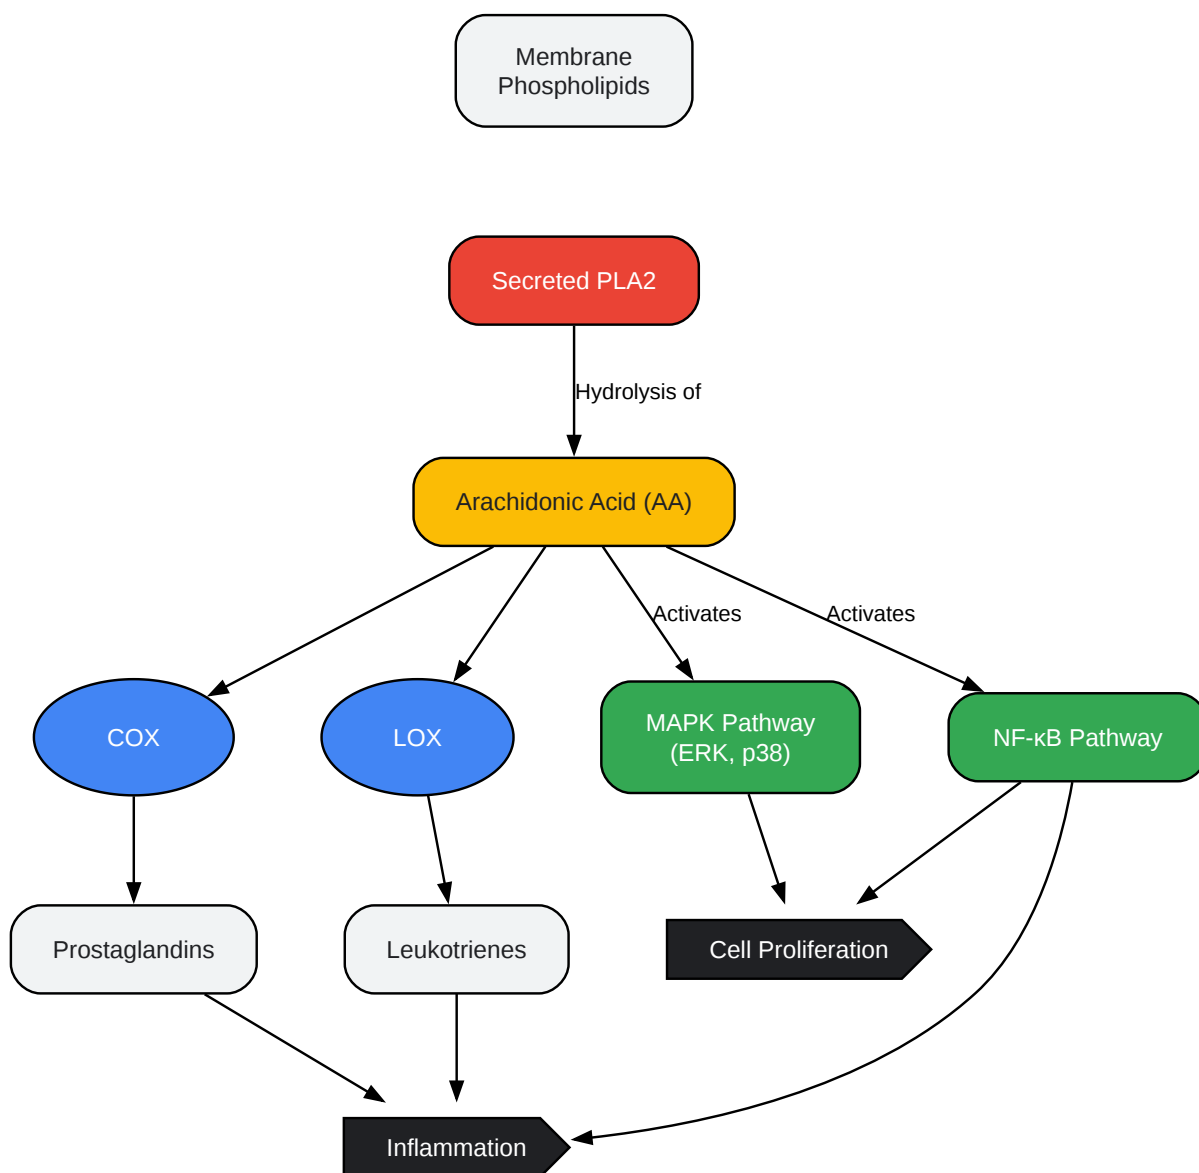 Membrane
Phospholipids
Secreted PLA2
Hydrolysis of
Arachidonic Acid (AA)
Activates
Activates
COX
LOX
MAPK Pathway
(ERK, p38)
NF-κB Pathway
Prostaglandins
Leukotrienes
Cell Proliferation
Inflammation